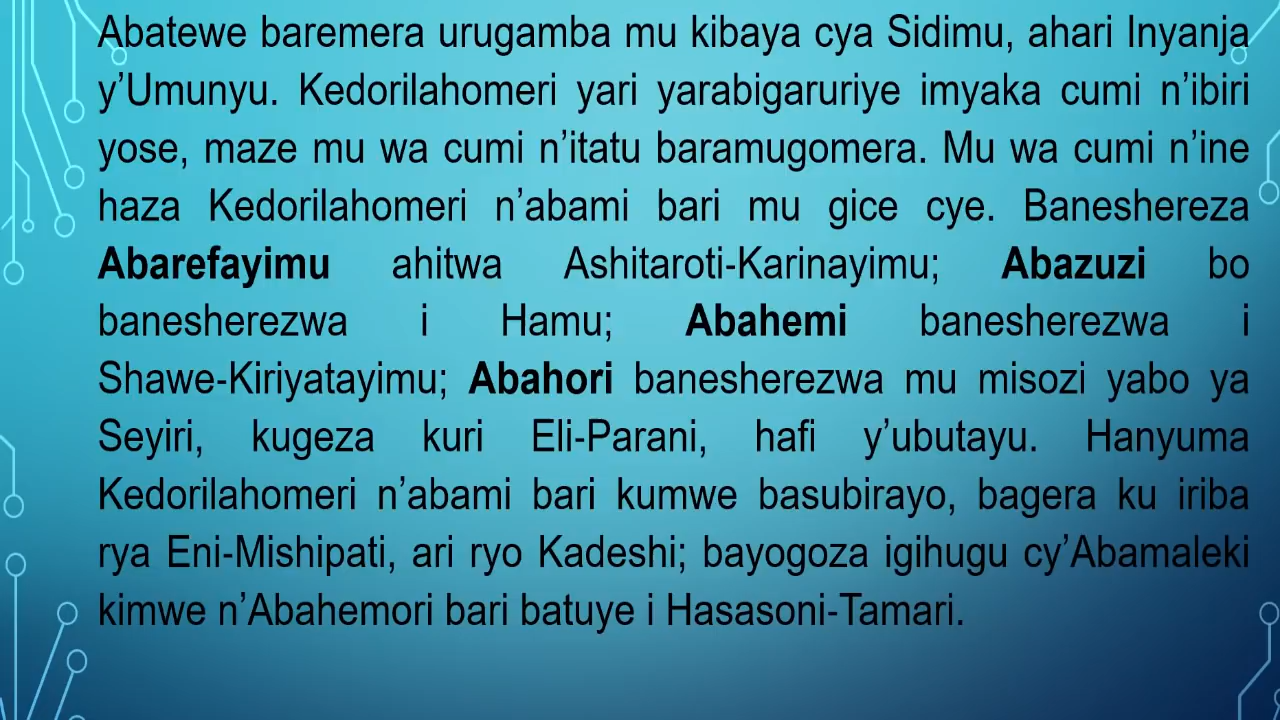 Abatewe baremera urugamba mu kibaya cya Sidimu, ahari Inyanja
y’Umunyu. Kedorilahomeri yari yarabigaruriye imyaka cumi n’ibiri
yose, maze mu wa cumi n’itatu baramugomera. Mu wa cumi n’ine
haza Kedorilahomeri n’abami bari mu gice cye. Baneshereza
Abarefayimu ahitwa Ashitaroti-Karinayimu; Abazuzi bo
banesherezwa i Hamu; Abahemi banesherezwa i
Shawe-Kiriyatayimu; Abahori banesherezwa mu misozi yabo ya
Seyiri, kugeza kuri Eli-Parani, hafi y’ubutayu. Hanyuma
Kedorilahomeri n’abami bari kumwe basubirayo, bagera ku iriba
rya Eni-Mishipati, ari ryo Kadeshi; bayogoza igihugu cy’Abamaleki
kimwe n’Abahemori bari batuye i Hasasoni-Tamari.